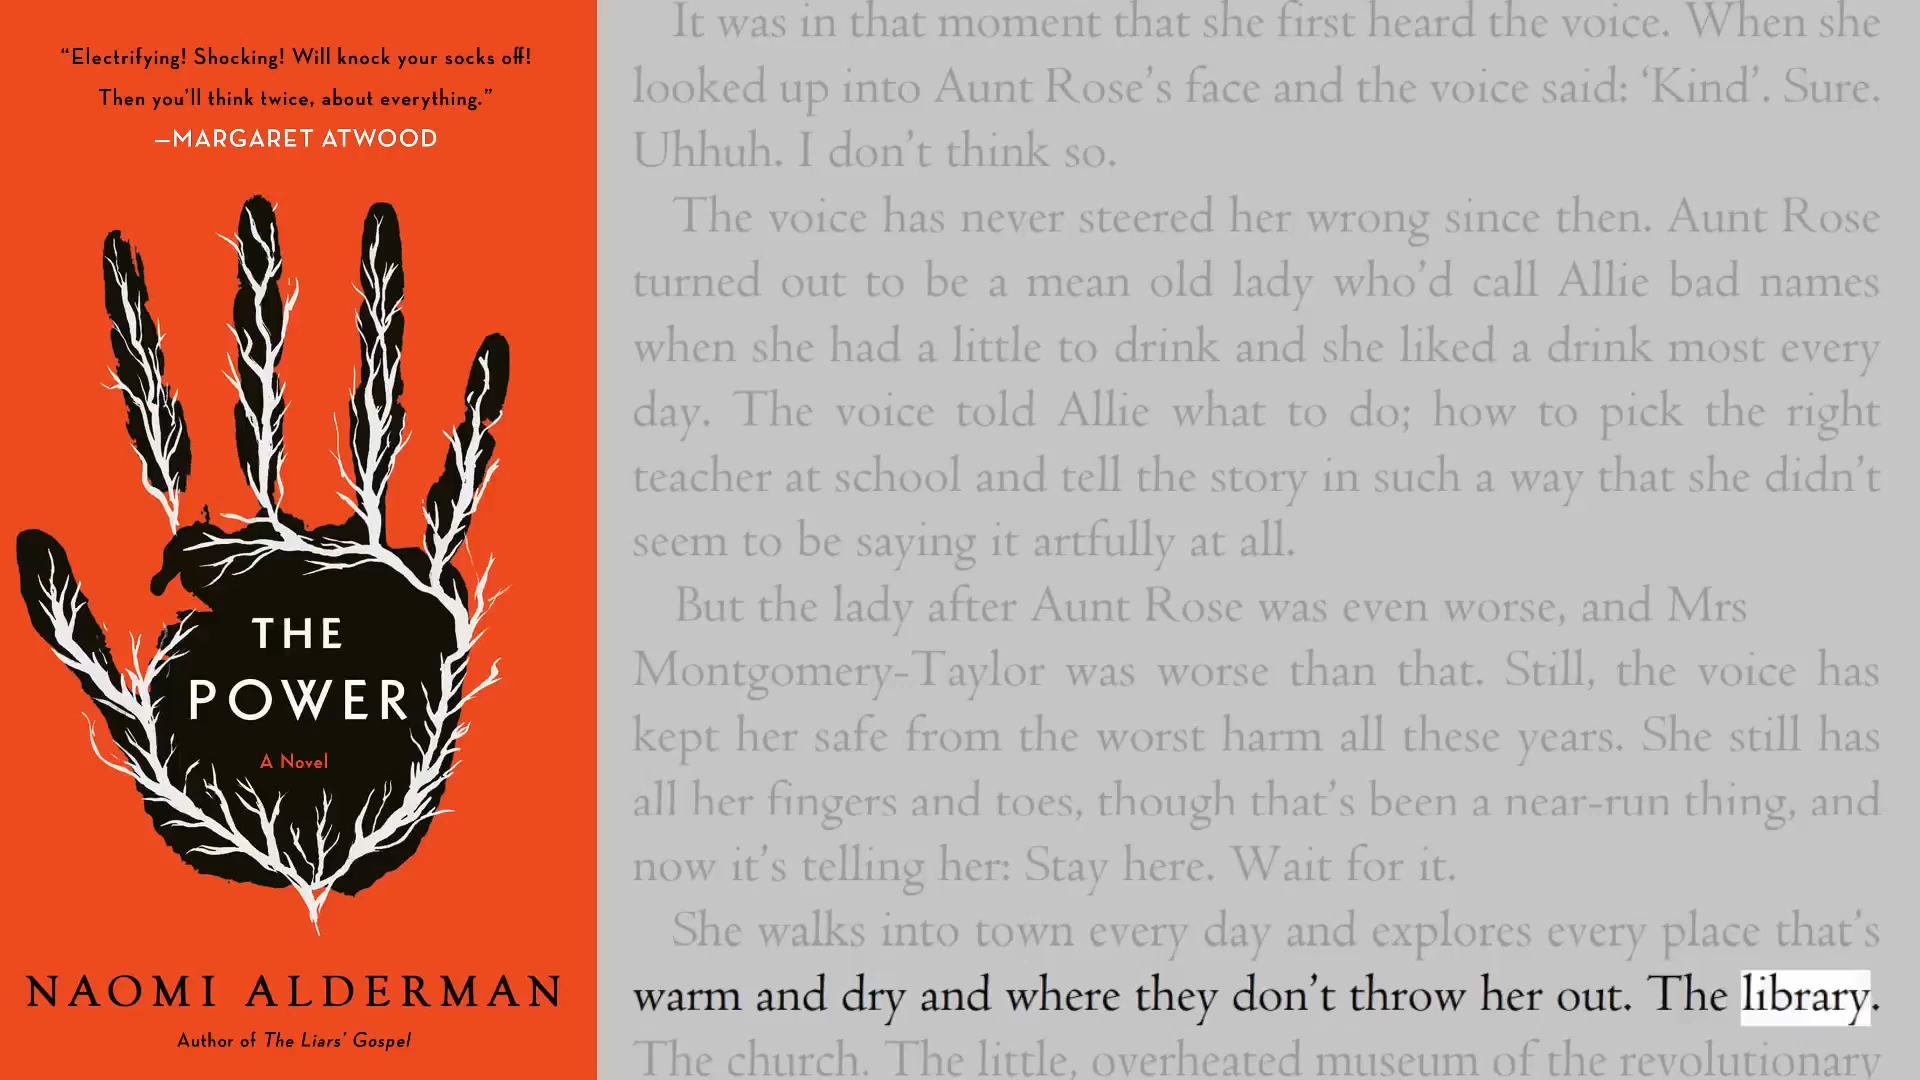 “Electrifying! Shocking! Will knock your socks off!
Then you’ll think twice, about everything.”
—MARGARET ATWOOD
THE
POWER
A Novel
NAOMI ALDERMAN
Author of The Liars’ Gospel
It was in that moment that she first heard the voice. When she
looked up into Aunt Rose’s face and the voice said: ‘Kind’. Sure.
Uhhuh. I don’t think so.
The voice has never steered her wrong since then. Aunt Rose
turned out to be a mean old lady who’d call Allie bad names
when she had a little to drink and she liked a drink most every
day. The voice told Allie what to do; how to pick the right
teacher at school and tell the story in such a way that she didn’t
seem to be saying it artfully at all.
But the lady after Aunt Rose was even worse, and Mrs
Montgomery-Taylor was worse than that. Still, the voice has
kept her safe from the worst harm all these years. She still has
all her fingers and toes, though that’s been a near-run thing, and
now it’s telling her: Stay here. Wait for it.
She walks into town every day and explores every place that’s
warm and dry and where they don’t throw her out. The library.
The church. The little, overheated museum of the revolutionary